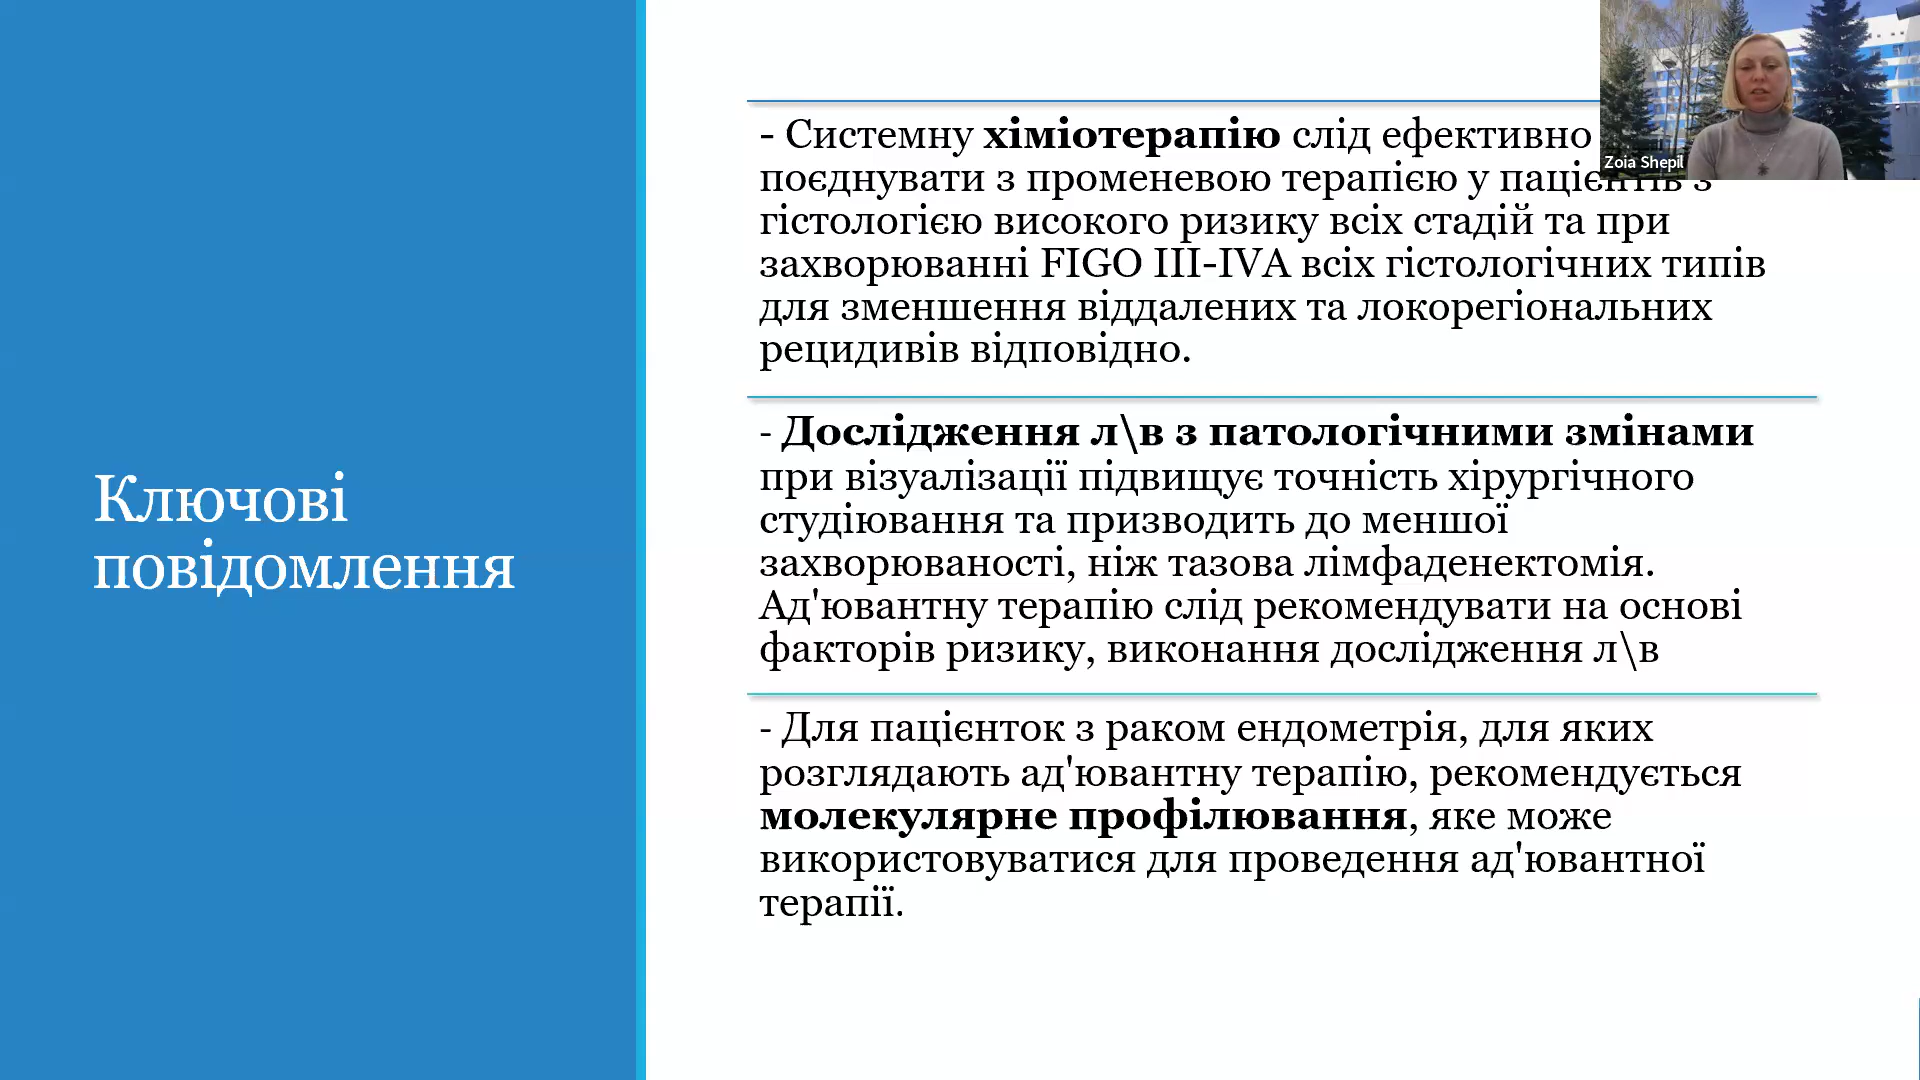 Ключові
повідомлення
- Системну хіміотерапію слід ефективно
поєднувати з променевою терапією у пацієнтів з
гістологією високого ризику всіх стадій та при
захворюванні FIGO III-IVA всіх гістологічних типів
для зменшення віддалених та локорегіональних
рецидивів відповідно.
- Дослідження л\в з патологічними змінами
при візуалізації підвищує точність хірургічного
студіювання та призводить до меншої
захворюваності, ніж тазова лімфаденектомія.
Ад'ювантну терапію слід рекомендувати на основі
факторів ризику, виконання дослідження л\в
- Для пацієнток з раком ендометрія, для яких
розглядають ад'ювантну терапію, рекомендується
молекулярне профілювання, яке може
використовуватися для проведення ад'ювантної
терапії.
Zoia Shepil